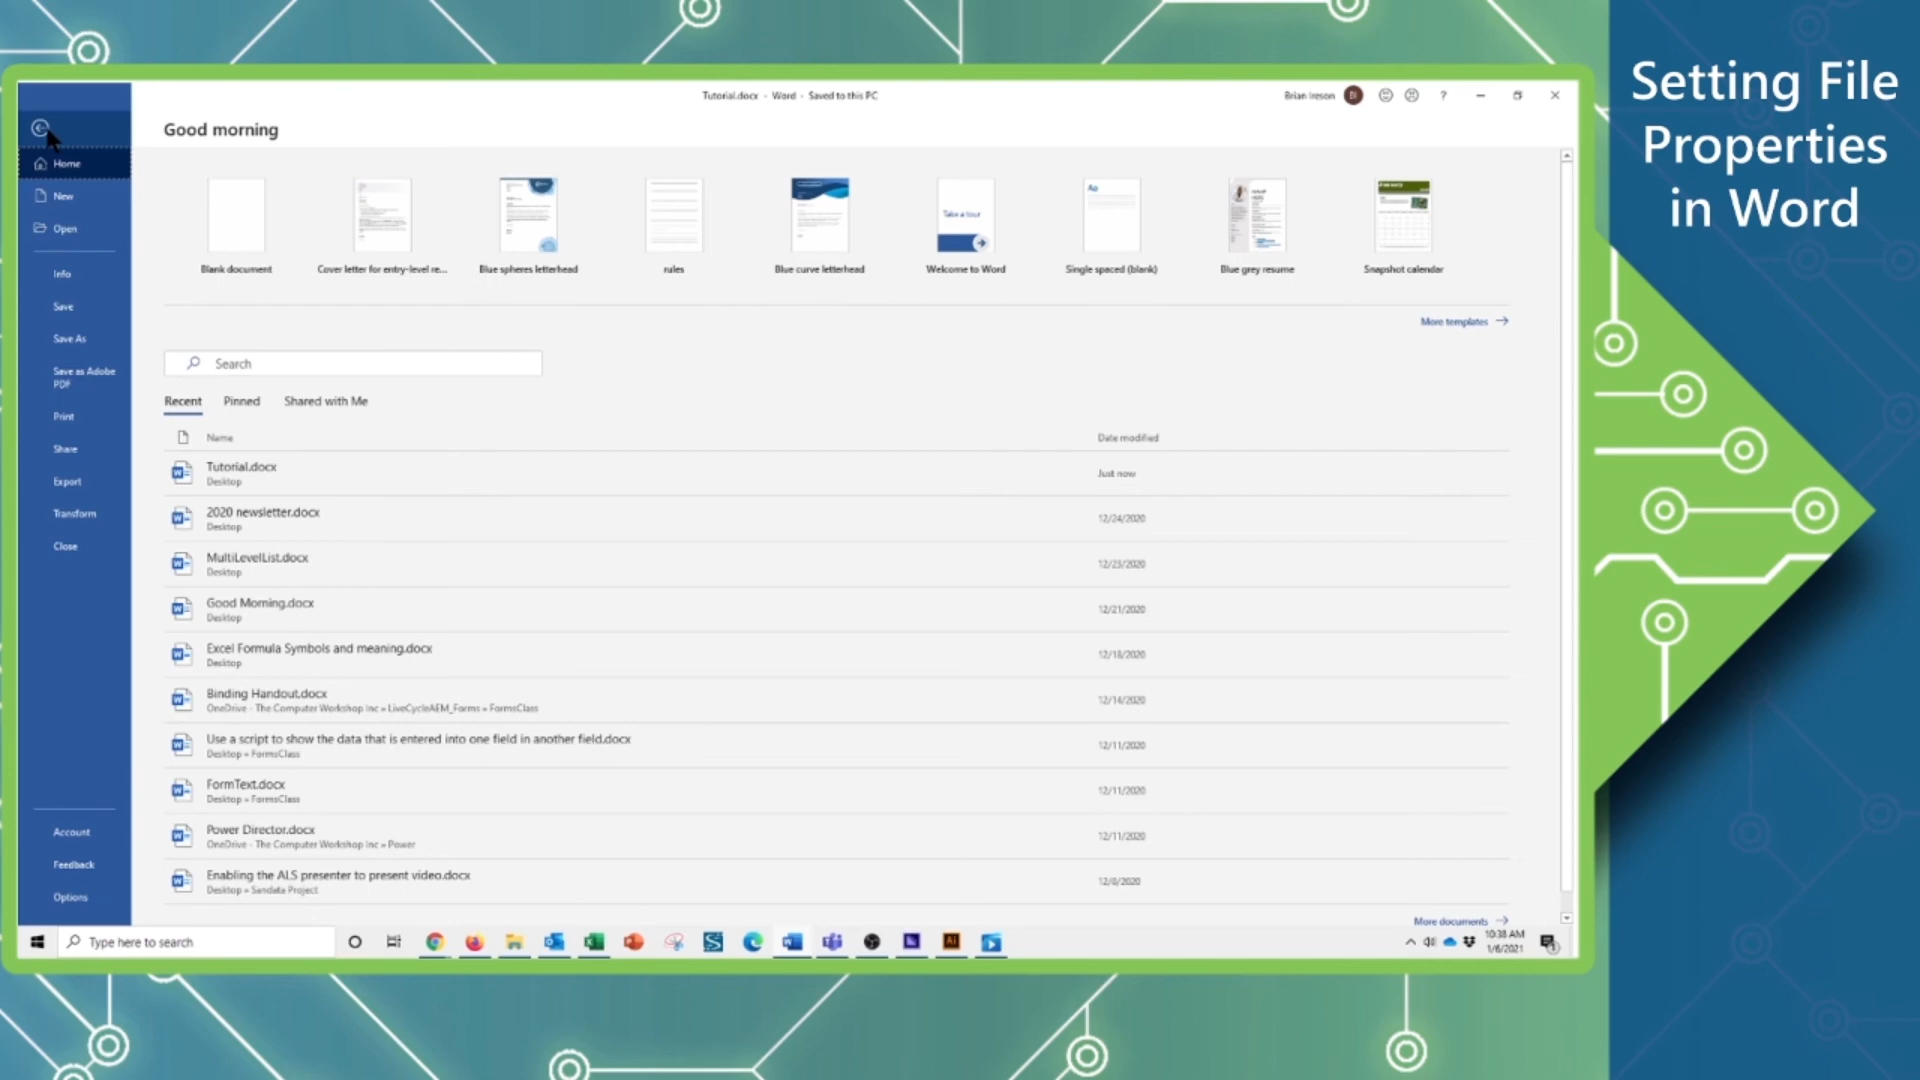 Setting File
Properties
in Word
Tutorial.docx - Word - Saved to this PC
Brian Ireson
BI
?
Good morning
Home
New
Open
Info
Save
Save As
Save as Adobe
PDF
Print
Share
Export
Transform
Close
Account
Feedback
Options
Take a tour
Aa
Blank document
Cover letter for entry-level re...
Blue spheres letterhead
rules
Blue curve letterhead
Welcome to Word
Single spaced (blank)
Blue grey resume
Snapshot calendar
More templates
Search
Recent Pinned Shared with Me
Name Date modified
Tutorial.docx
Desktop
Just now
2020 newsletter.docx
Desktop
12/24/2020
MultiLevelList.docx
Desktop
12/23/2020
Good Morning.docx
Desktop
12/21/2020
Excel Formula Symbols and meaning.docx
Desktop
12/18/2020
Binding Handout.docx
OneDrive - The Computer Workshop Inc » LiveCycleAEM_Forms » FormsClass
12/14/2020
Use a script to show the data that is entered into one field in another field.docx
Desktop » FormsClass
12/11/2020
FormText.docx
Desktop » FormsClass
12/11/2020
Power Director.docx
OneDrive - The Computer Workshop Inc » Power
12/11/2020
Enabling the ALS presenter to present video.docx
Desktop » Sandata Project
More documents
Type here to search
10:38 AM
1/6/2021